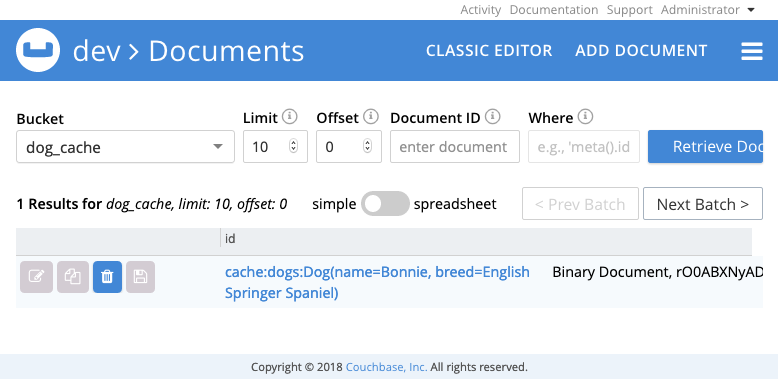 Activity Documentation Support Administrator
dev > Documents CLASSIC EDITOR ADD DOCUMENT
Bucket Limit Offset Document ID Where
dog_cache 10 0 enter document e.g., 'meta().id Retrieve Doc
1 Results for dog_cache, limit: 10, offset: 0 simple spreadsheet < Prev Batch Next Batch >
id
cache:dogs:Dog(name=Bonnie, breed=English Binary Document, rO0ABXNyAD
Springer Spaniel)
Copyright © 2018 Couchbase, Inc. All rights reserved.